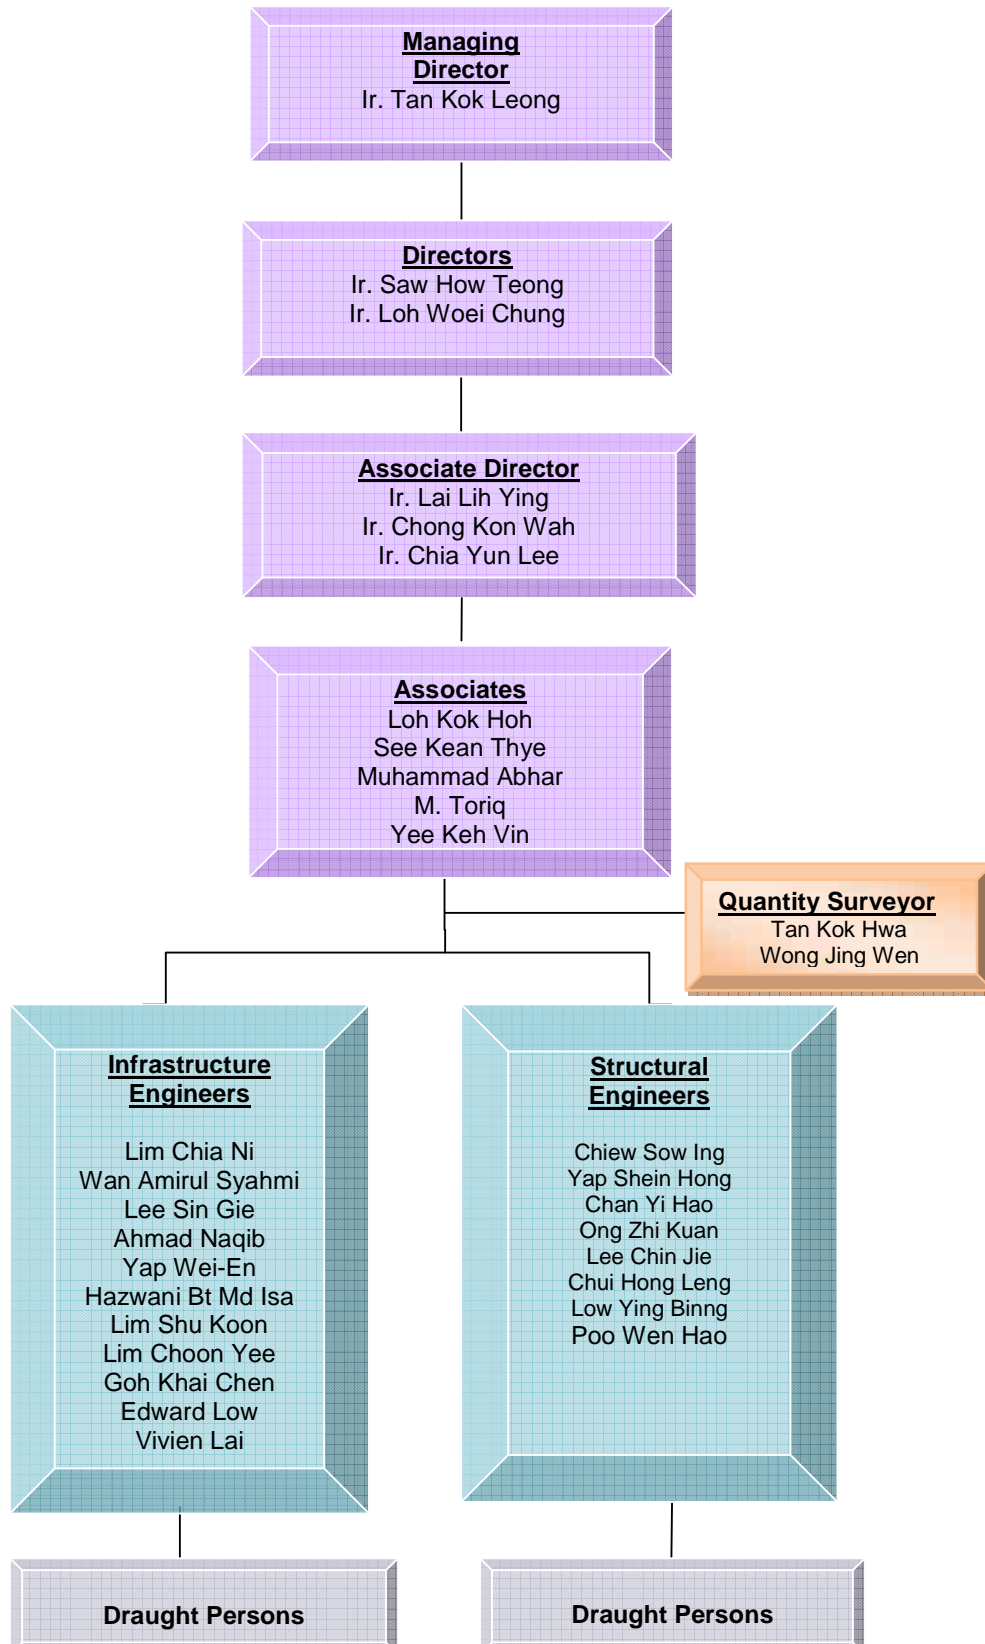 Managing
Director
Ir. Tan Kok Leong
Directors
Ir. Saw How Teong
Ir. Loh Woei Chung
Associate Director
Ir. Lai Lih Ying
Ir. Chong Kon Wah
Ir. Chia Yun Lee
Associates
Loh Kok Hoh
See Kean Thye
Muhammad Abhar
M. Toriq
Yee Keh Vin
Quantity Surveyor
Tan Kok Hwa
Wong Jing Wen
Infrastructure
Engineers
Lim Chia Ni
Wan Amirul Syahmi
Lee Sin Gie
Ahmad Naqib
Yap Wei-En
Hazwani Bt Md Isa
Lim Shu Koon
Lim Choon Yee
Goh Khai Chen
Edward Low
Vivien Lai
Structural
Engineers
Chiew Sow Ing
Yap Shein Hong
Chan Yi Hao
Ong Zhi Kuan
Lee Chin Jie
Chui Hong Leng
Low Ying Binng
Poo Wen Hao
Draught Persons
Draught Persons